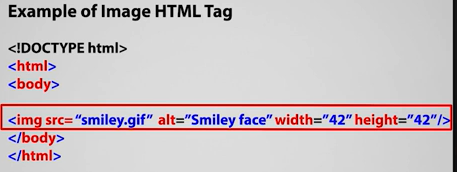 Example of Image HTML Tag
<!DOCTYPE html>
<html>
<body>
<img src= “smiley.gif” alt=”Smiley face” width=”42” height=”42”/>
</body>
</html>